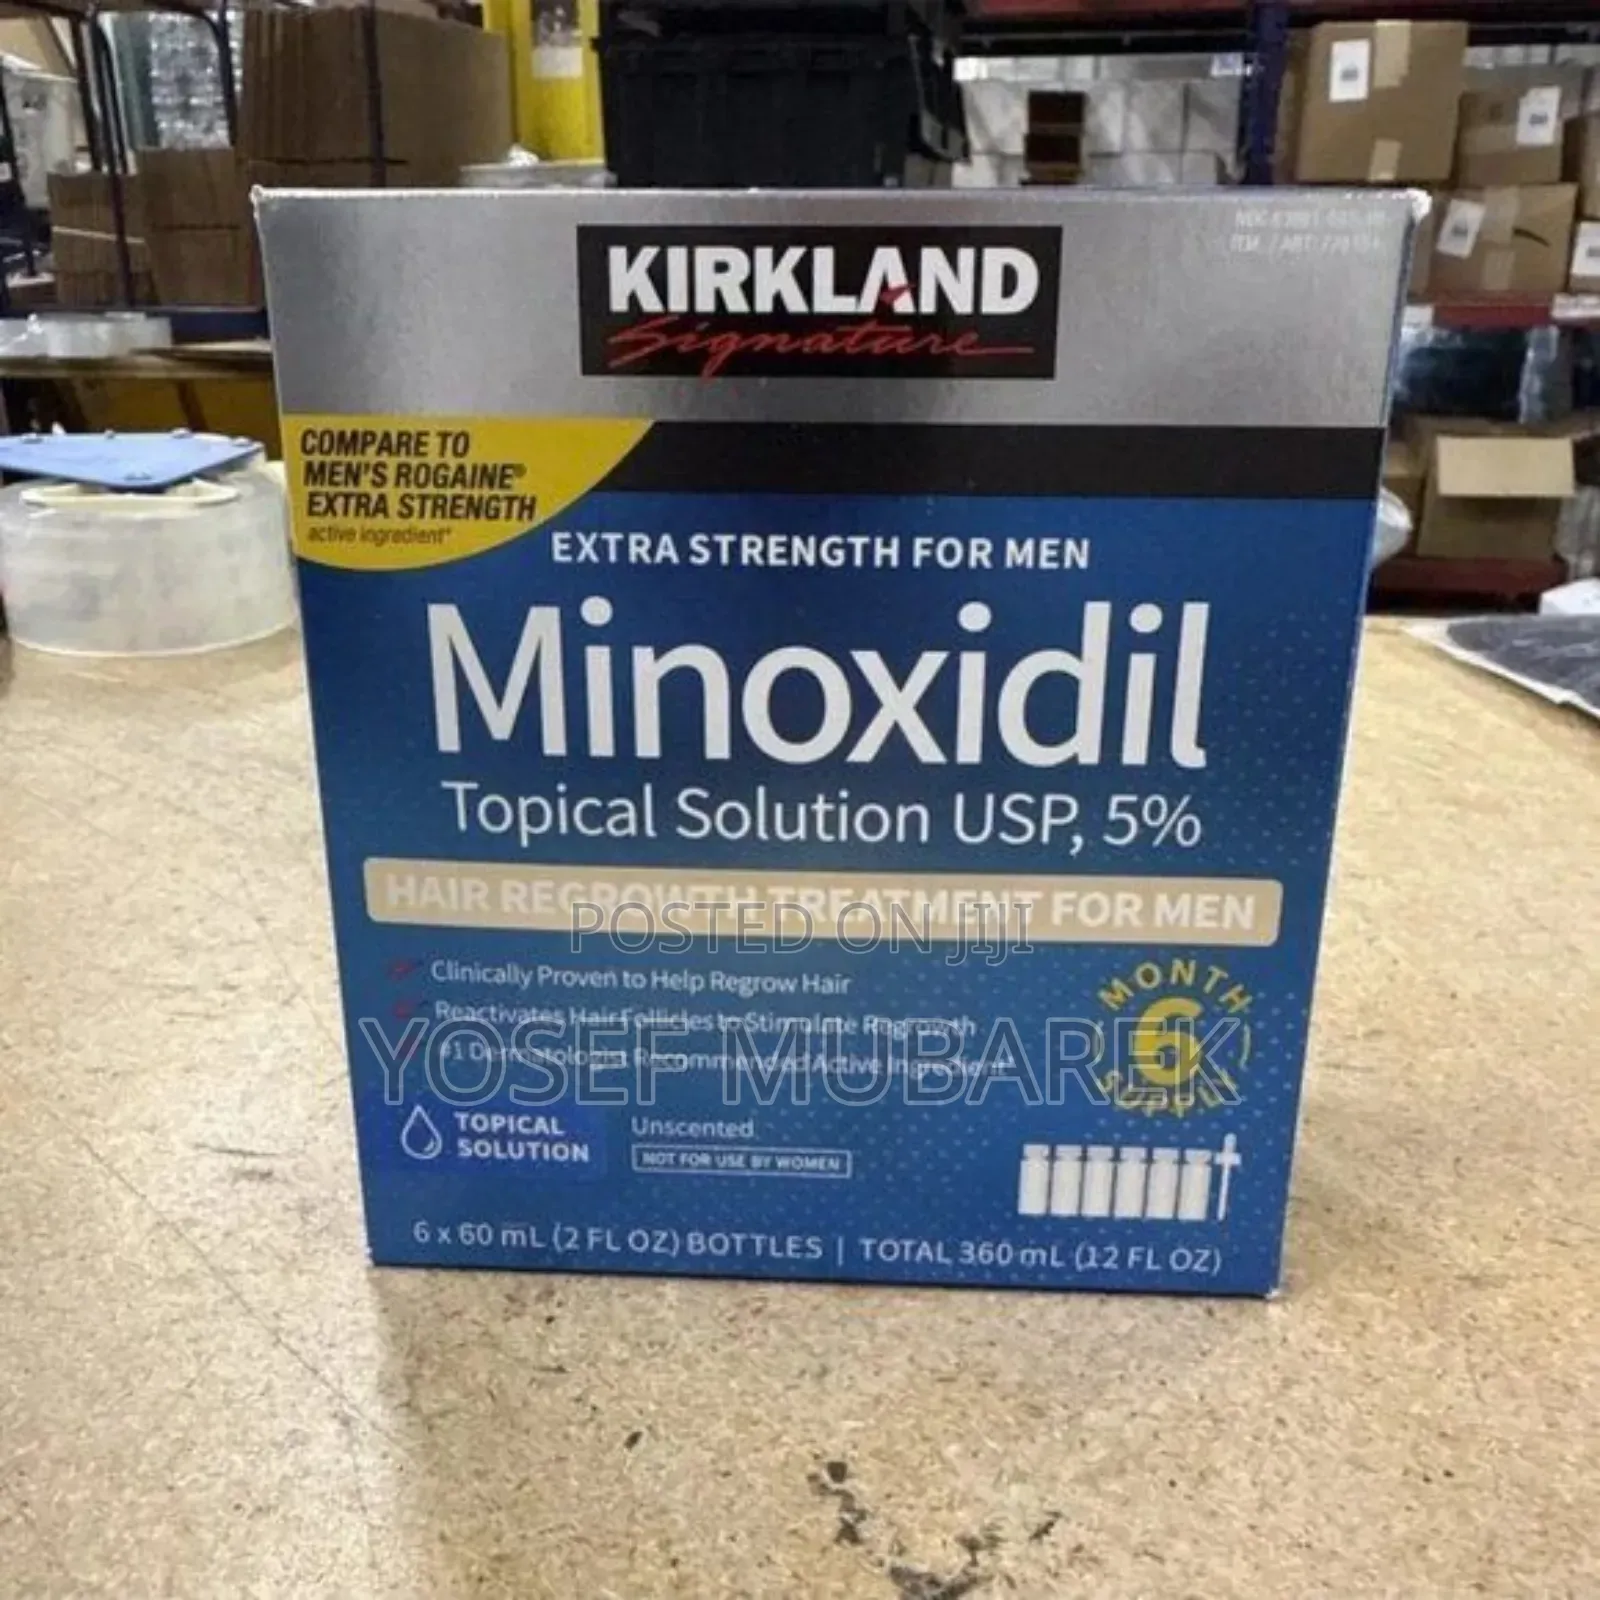 KIRKLAND
Signature
COMPARE TO
MEN'S ROGAINE®
EXTRA STRENGTH
active ingredient*
EXTRA STRENGTH FOR MEN
Minoxidil
Topical Solution USP, 5%
HAIR REGROWTH TREATMENT FOR MEN
POSTED ON JIJI
Clinically Proven to Help Regrow Hair
Reactivates Hair Follicles to Stimulate Regrowth
#1 Dermatologist Recommended Active Ingredient
YOSEF MUBAREK
MONTH
6
SUPPLY
TOPICAL
SOLUTION
Unscented
NOT FOR USE BY WOMEN
6 x 60 mL (2 FL OZ) BOTTLES | TOTAL 360 mL (12 FL OZ)